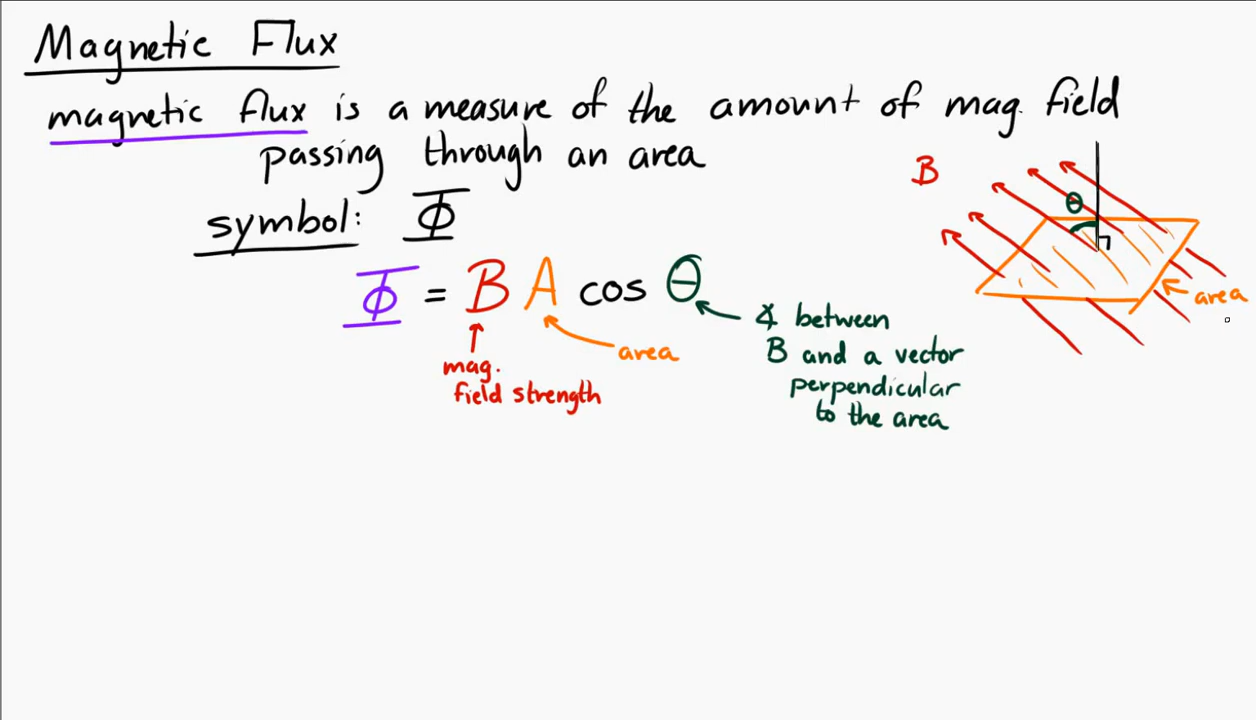 Magnetic Flux
magnetic flux is a measure of the amount of mag. field
passing through an area
symbol: Φ
Φ = B A cos θ
mag.
field strength
area
∡ between
B and a vector
perpendicular
to the area
B
θ
area